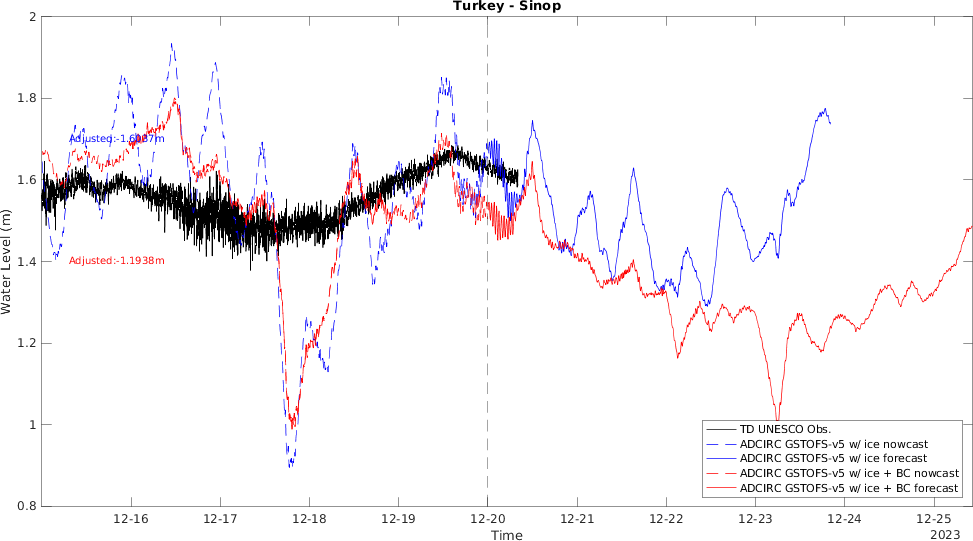 Turkey - Sinop
2
1.8
1.6
1.4
1.2
1
0.8
Water Level (m)
Adjusted:-1.1938m
12-16
12-17
12-18
12-19
12-20
12-21
12-22
12-23
12-24
12-25
2023
Time
TD UNESCO Obs.
ADCIRC GSTOFS-v5 w/ ice nowcast
ADCIRC GSTOFS-v5 w/ ice forecast
ADCIRC GSTOFS-v5 w/ ice + BC nowcast
ADCIRC GSTOFS-v5 w/ ice + BC forecast